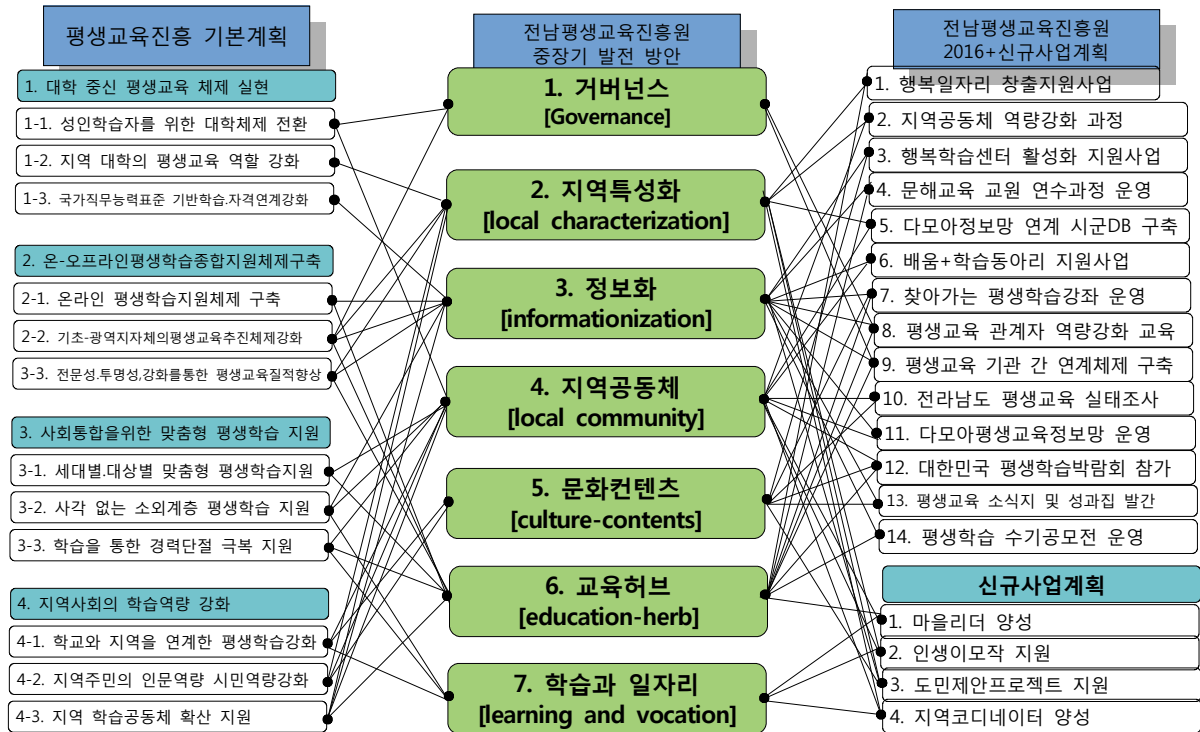 평생교육진흥 기본계획
1. 대학 중신 평생교육 체제 실현
1-1. 성인학습자를 위한 대학체제 전환
1-2. 지역 대학의 평생교육 역할 강화
1-3. 국가직무능력표준 기반학습.자격연계강화
2. 온-오프라인평생학습종합지원체제구축
2-1. 온라인 평생학습지원체제 구축
2-2. 기초-광역지자체의평생교육추진체제강화
3-3. 전문성.투명성,강화를통한 평생교육질적향상
3. 사회통합을위한 맞춤형 평생학습 지원
3-1. 세대별.대상별 맞춤형 평생학습지원
3-2. 사각 없는 소외계층 평생학습 지원
3-3. 학습을 통한 경력단절 극복 지원
4. 지역사회의 학습역량 강화
4-1. 학교와 지역을 연계한 평생학습강화
4-2. 지역주민의 인문역량 시민역량강화
4-3. 지역 학습공동체 확산 지원
전남평생교육진흥원
중장기 발전 방안
1. 거버넌스
[Governance]
2. 지역특성화
[local characterization]
3. 정보화
[informationization]
4. 지역공동체
[local community]
5. 문화컨텐츠
[culture-contents]
6. 교육허브
[education-herb]
7. 학습과 일자리
[learning and vocation]
전남평생교육진흥원
2016+신규사업계획
1. 행복일자리 창출지원사업
2. 지역공동체 역량강화 과정
3. 행복학습센터 활성화 지원사업
4. 문해교육 교원 연수과정 운영
5. 다모아정보망 연계 시군DB 구축
6. 배움+학습동아리 지원사업
7. 찾아가는 평생학습강좌 운영
8. 평생교육 관계자 역량강화 교육
9. 평생교육 기관 간 연계체제 구축
10. 전라남도 평생교육 실태조사
11. 다모아평생교육정보망 운영
12. 대한민국 평생학습박람회 참가
13. 평생교육 소식지 및 성과집 발간
14. 평생학습 수기공모전 운영
신규사업계획
1. 마을리더 양성
2. 인생이모작 지원
3. 도민제안프로젝트 지원
4. 지역코디네이터 양성